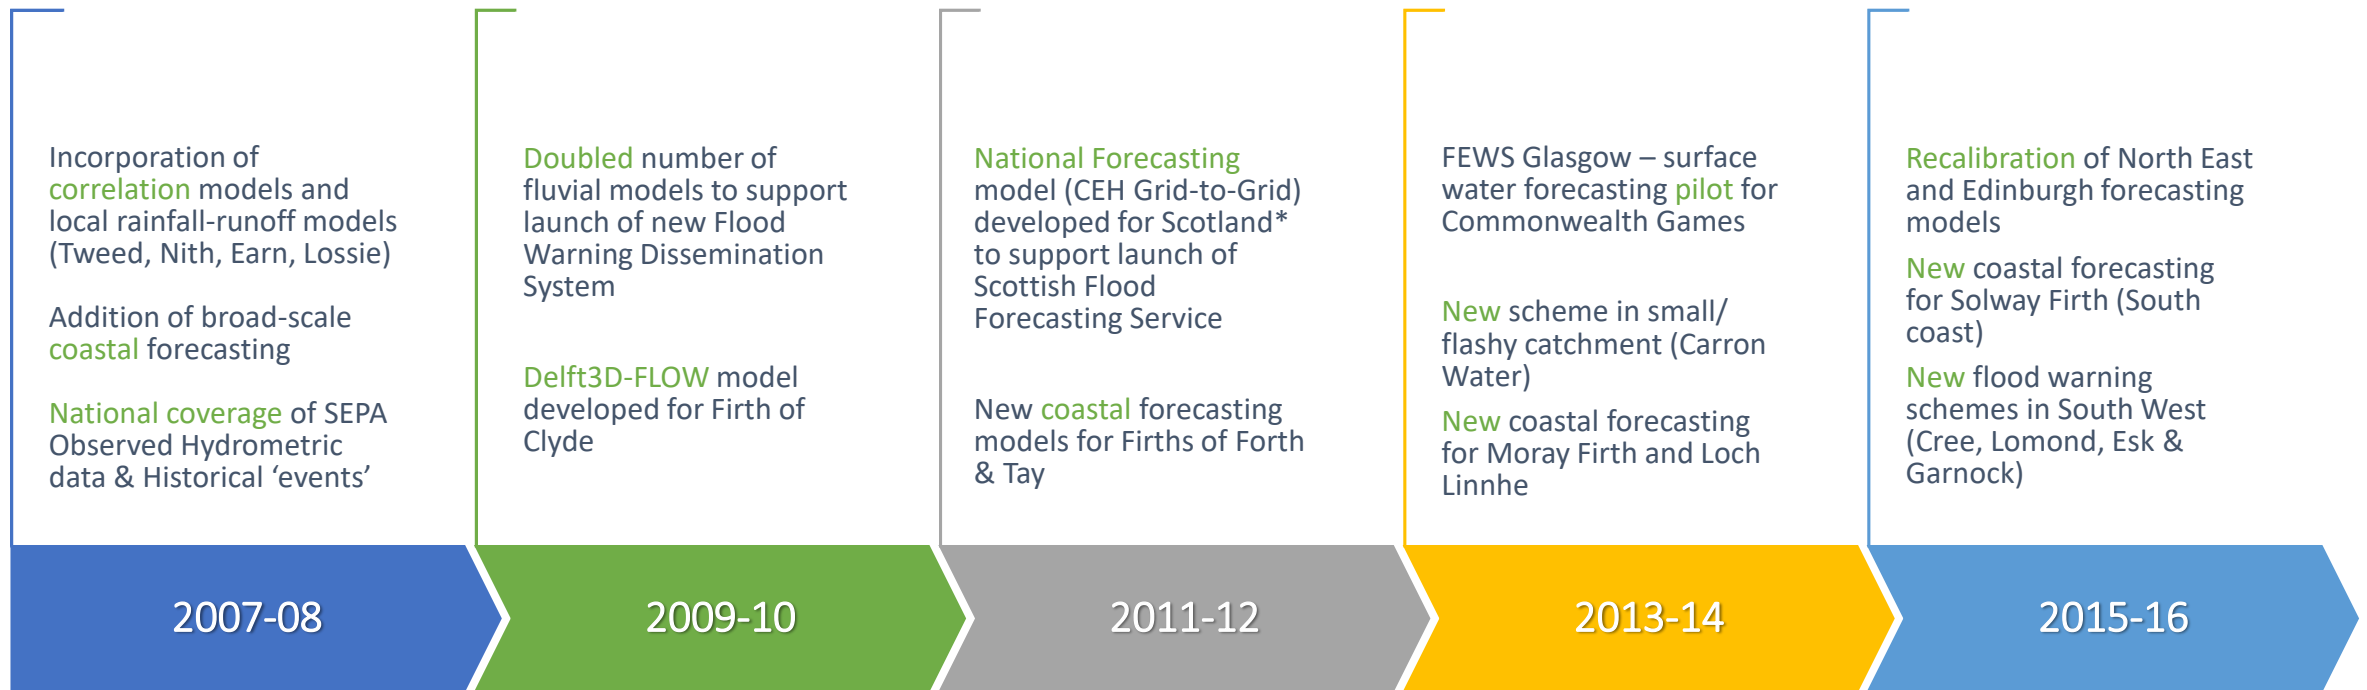 Incorporation of
correlation models and
local rainfall-runoff models
(Tweed, Nith, Earn, Lossie)
Addition of broad-scale
coastal forecasting
National coverage of SEPA
Observed Hydrometric
data & Historical ‘events’
2007-08
Doubled number of
fluvial models to support
launch of new Flood
Warning Dissemination
System
Delft3D-FLOW model
developed for Firth of
Clyde
2009-10
National Forecasting
model (CEH Grid-to-Grid)
developed for Scotland*
to support launch of
Scottish Flood
Forecasting Service
New coastal forecasting
models for Firths of Forth
& Tay
2011-12
FEWS Glasgow – surface
water forecasting pilot for
Commonwealth Games
New scheme in small/
flashy catchment (Carron
Water)
New coastal forecasting
for Moray Firth and Loch
Linnhe
2013-14
Recalibration of North East
and Edinburgh forecasting
models
New coastal forecasting
for Solway Firth (South
coast)
New flood warning
schemes in South West
(Cree, Lomond, Esk &
Garnock)
2015-16